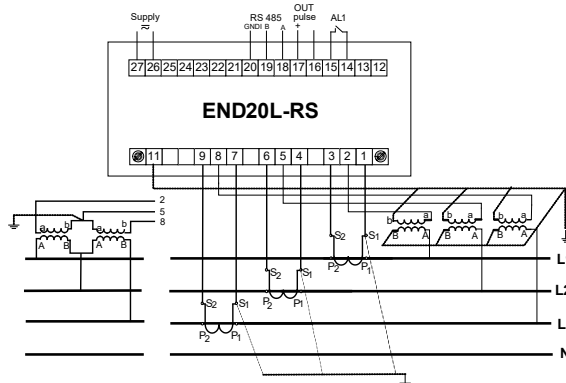 Supply
RS 485
OUT
pulse
AL1
GNDI B A
+
27 26 25 24 23 22 21 20 19 18 17 16 15 14 13 12
END20L-RS
11 9 8 7 6 5 4 3 2 1
2
5
8
a b b a
A B B A
b a b a a
B A B A B A
S2 S1
P2 P1
L
S2 S1
P2 P1
L2
S2 S1
P2 P1
L
N